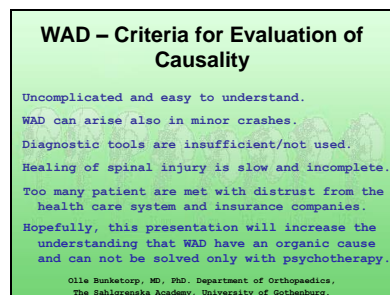 WAD – Criteria for Evaluation of
Causality
Uncomplicated and easy to understand.
WAD can arise also in minor crashes.
Diagnostic tools are insufficient/not used.
Healing of spinal injury is slow and incomplete.
Too many patient are met with distrust from the
health care system and insurance companies.
Hopefully, this presentation will increase the
understanding that WAD have an organic cause
and can not be solved only with psychotherapy.
Olle Bunketorp, MD, PhD. Department of Orthopaedics,
The Sahlgrenska Academy, University of Gothenburg.